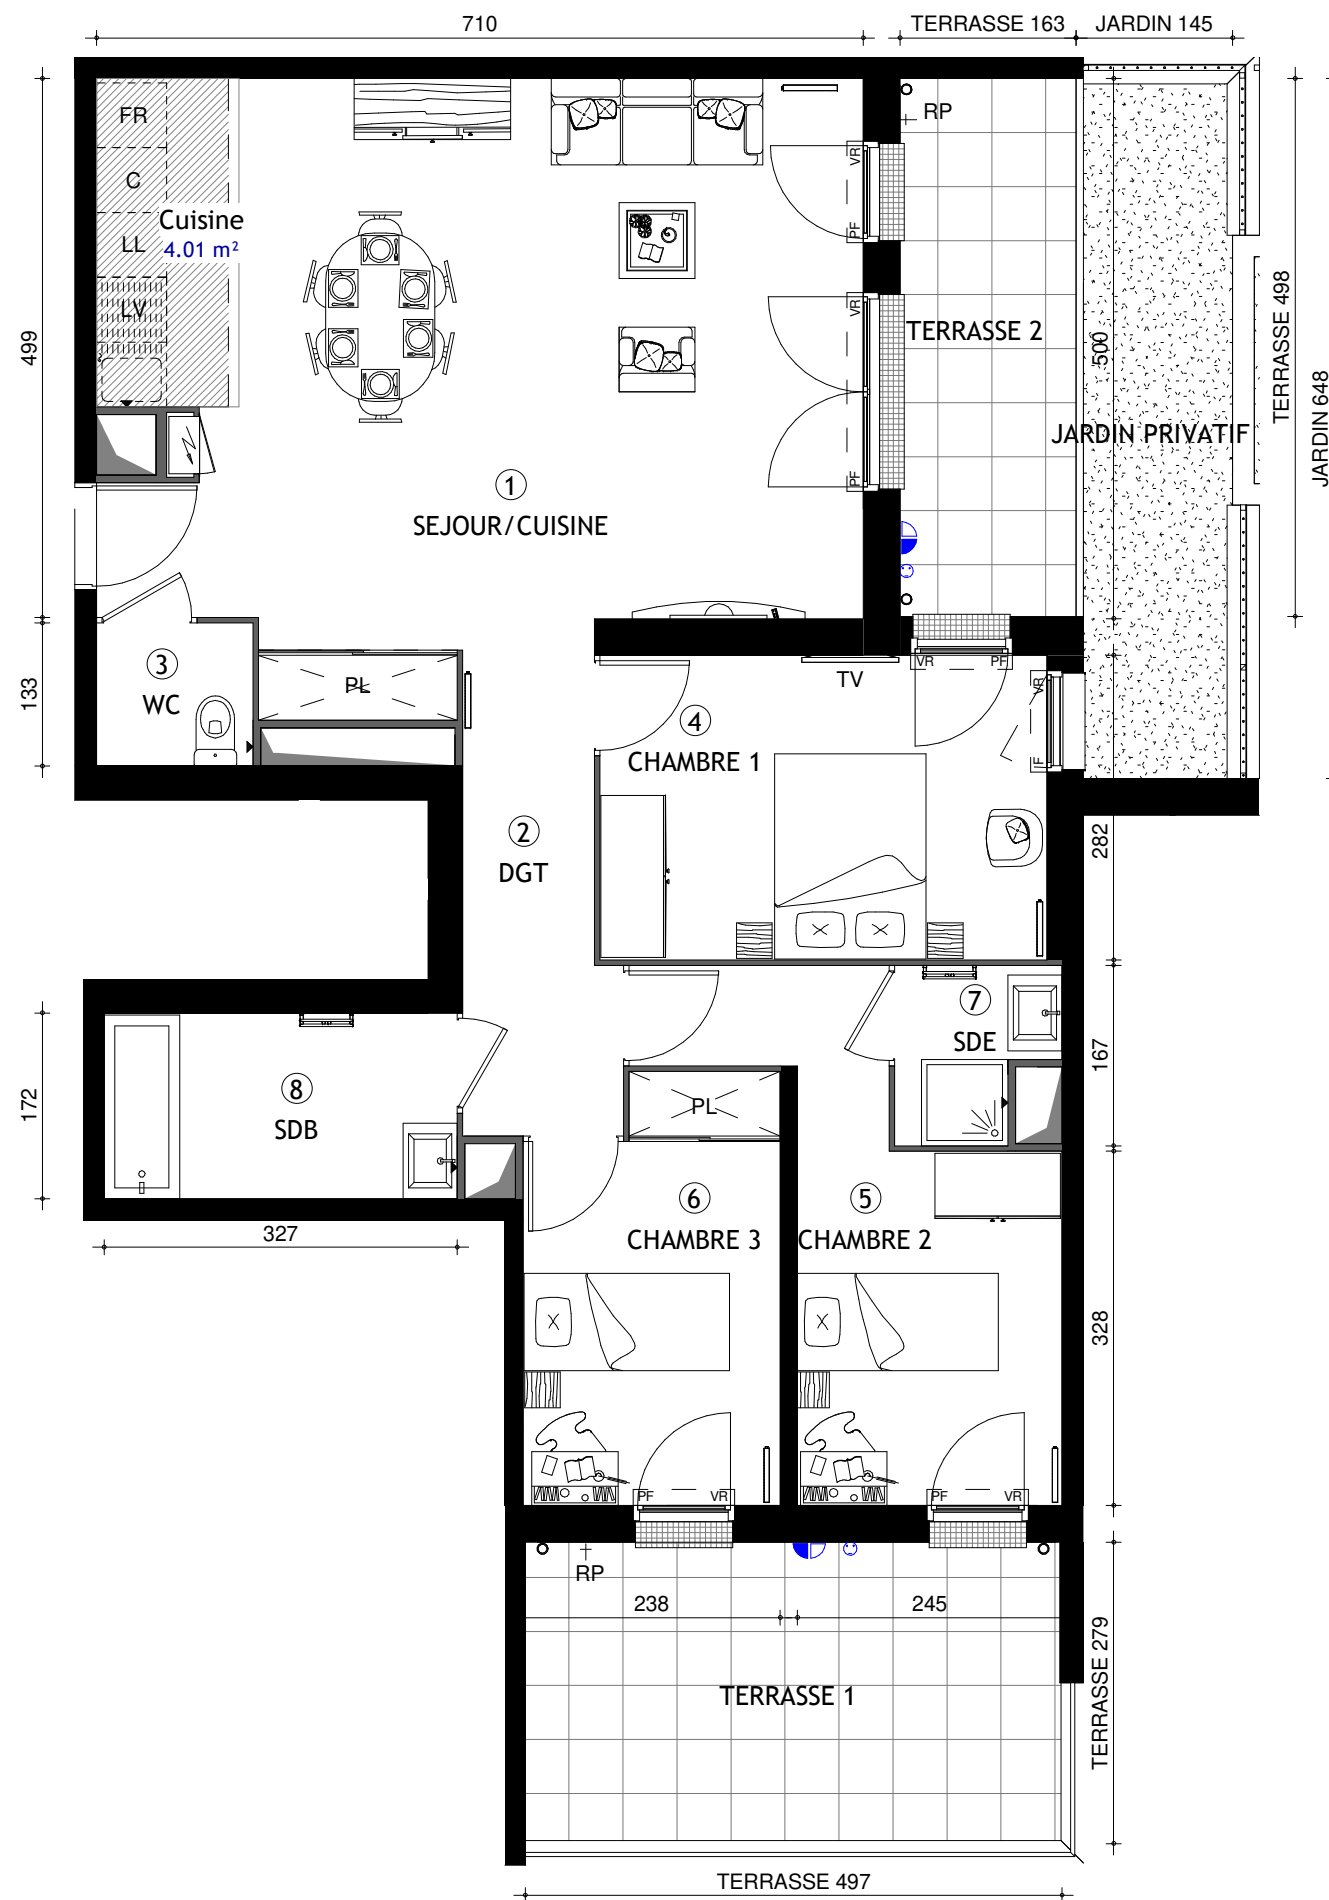 710
TERRASSE 163
JARDIN 145
FR
C
Cuisine
4.01 m²
LL
LV
RP
VR
PF
VR
PF
TERRASSE 2
499
500
TERRASSE 498
JARDIN 648
JARDIN PRIVATIF
1
SEJOUR/CUISINE
3
WC
PL
133
VR
PF
TV
VR
4
CHAMBRE 1
2
DGT
282
7
SDE
167
8
SDB
172
PL
327
6
CHAMBRE 3
5
CHAMBRE 2
328
PF
VR
PF
VR
RP
238
245
TERRASSE 279
TERRASSE 1
TERRASSE 497